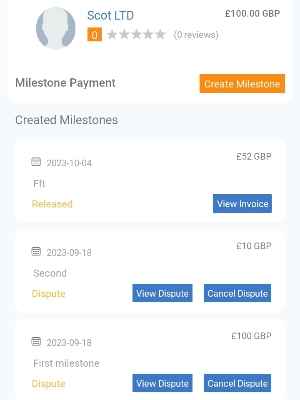 Scot LTD
£100.00 GBP
0
(0 reviews)
Milestone Payment
Create Milestone
Created Milestones
£52 GBP
2023-10-04
Fft
Released
View Invoice
£10 GBP
2023-09-18
Second
Dispute
View Dispute
Cancel Dispute
£100 GBP
2023-09-18
First milestone
Dispute
View Dispute
Cancel Dispute